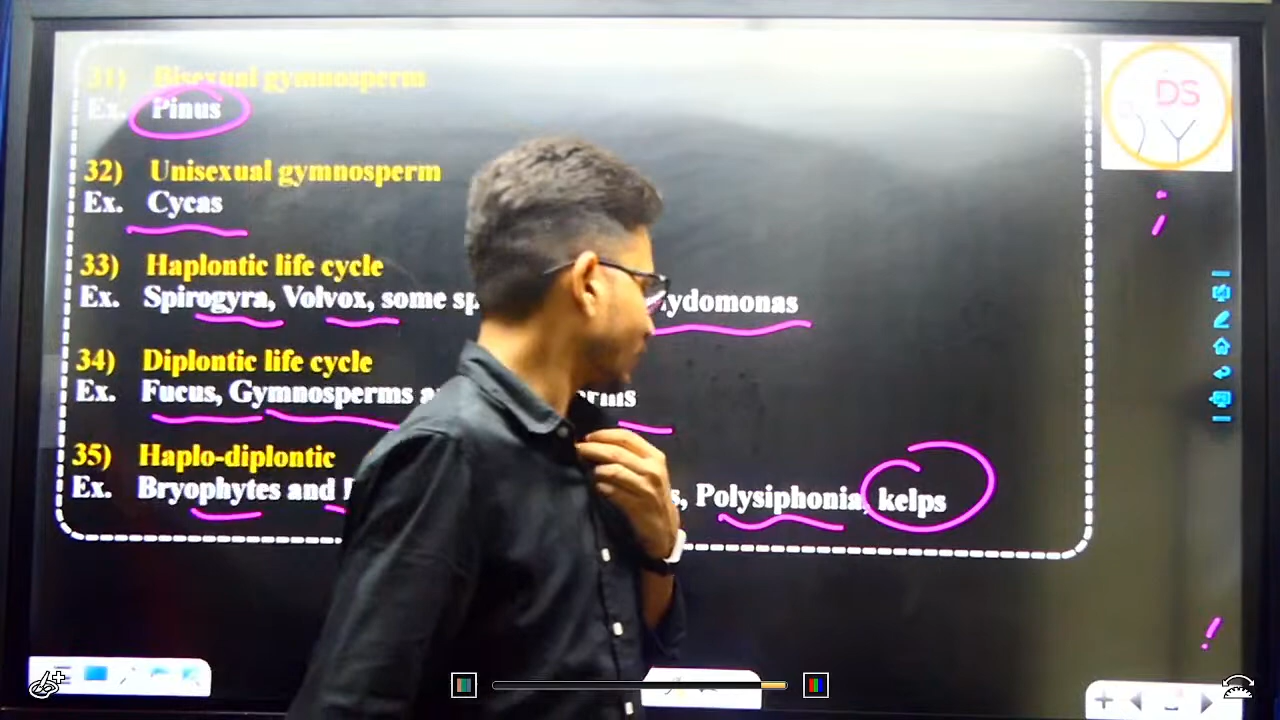 31) Bisexual gymnosperm
Ex. Pinus
32) Unisexual gymnosperm
Ex. Cycas
33) Haplontic life cycle
Ex. Spirogyra, Volvox, some sp ydomonas
34) Diplontic life cycle
Ex. Fucus, Gymnosperms a rms
35) Haplo-diplontic
Ex. Bryophytes and s, Polysiphonia, kelps
DS